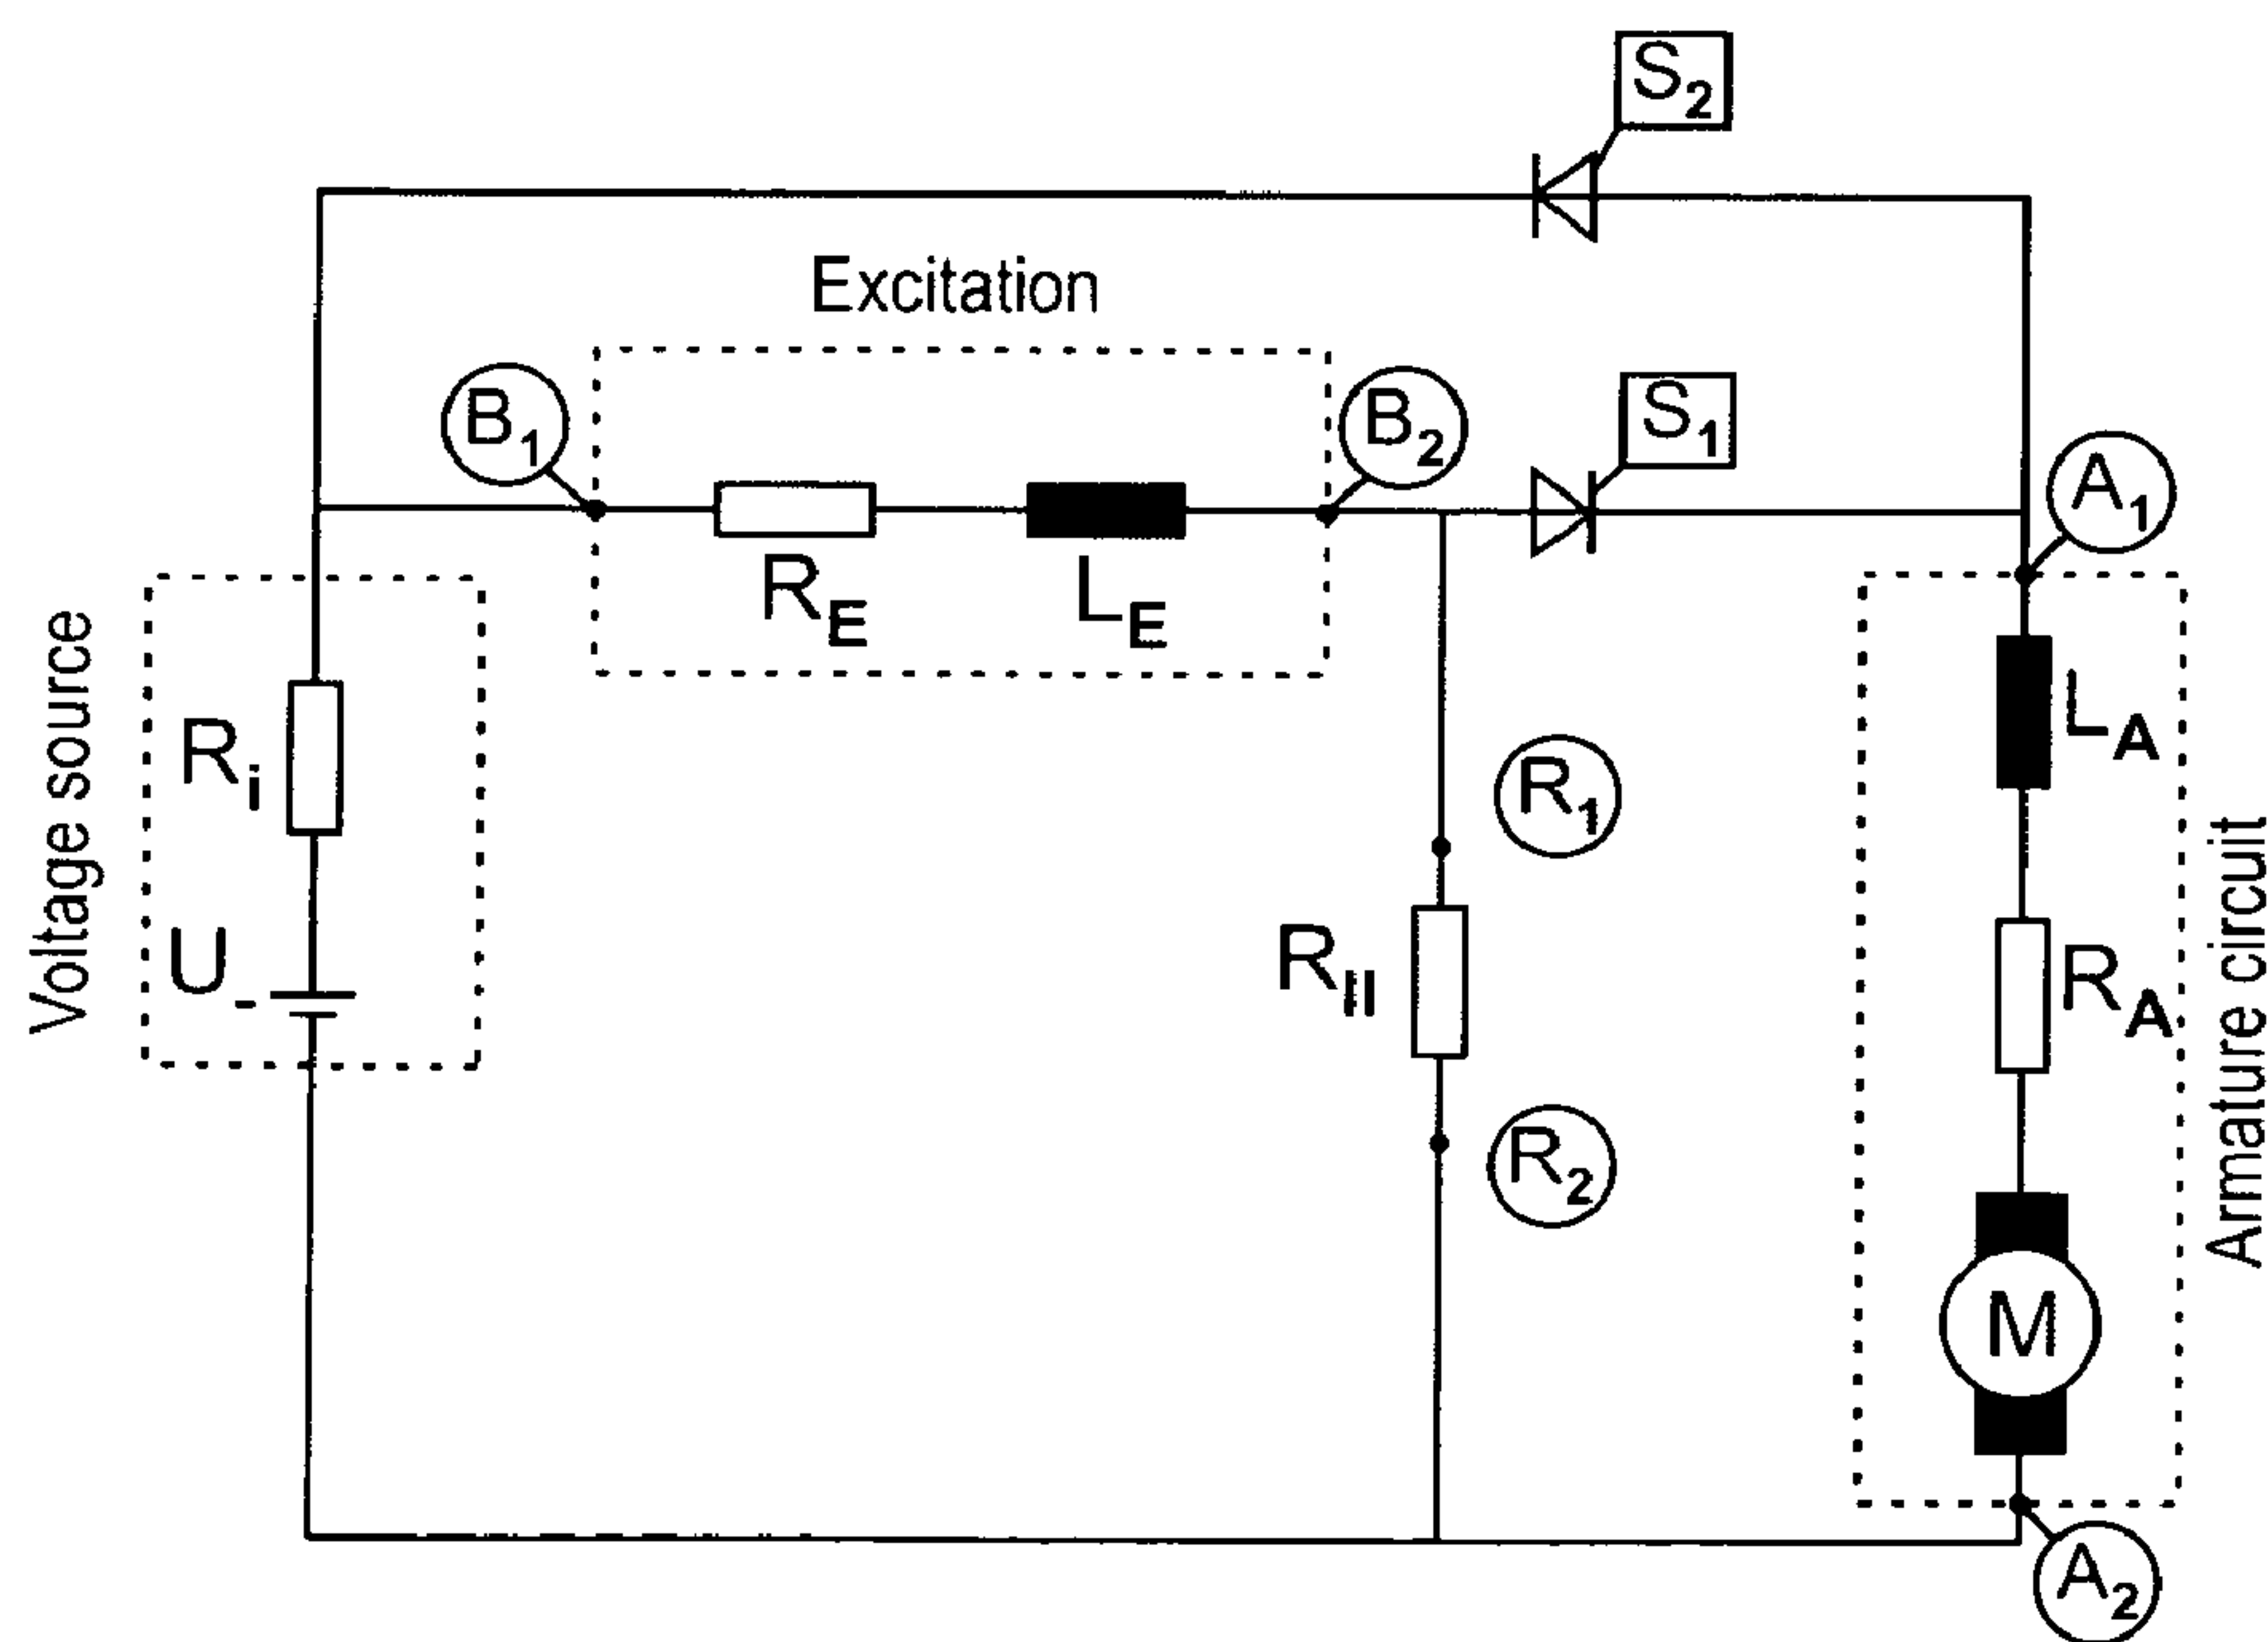 S2
Excitation
B1
B2
S1
A1
RE
LE
Voltage source
Ri
U-
R1
RII
R2
LA
RA
M
Armature circuit
A2